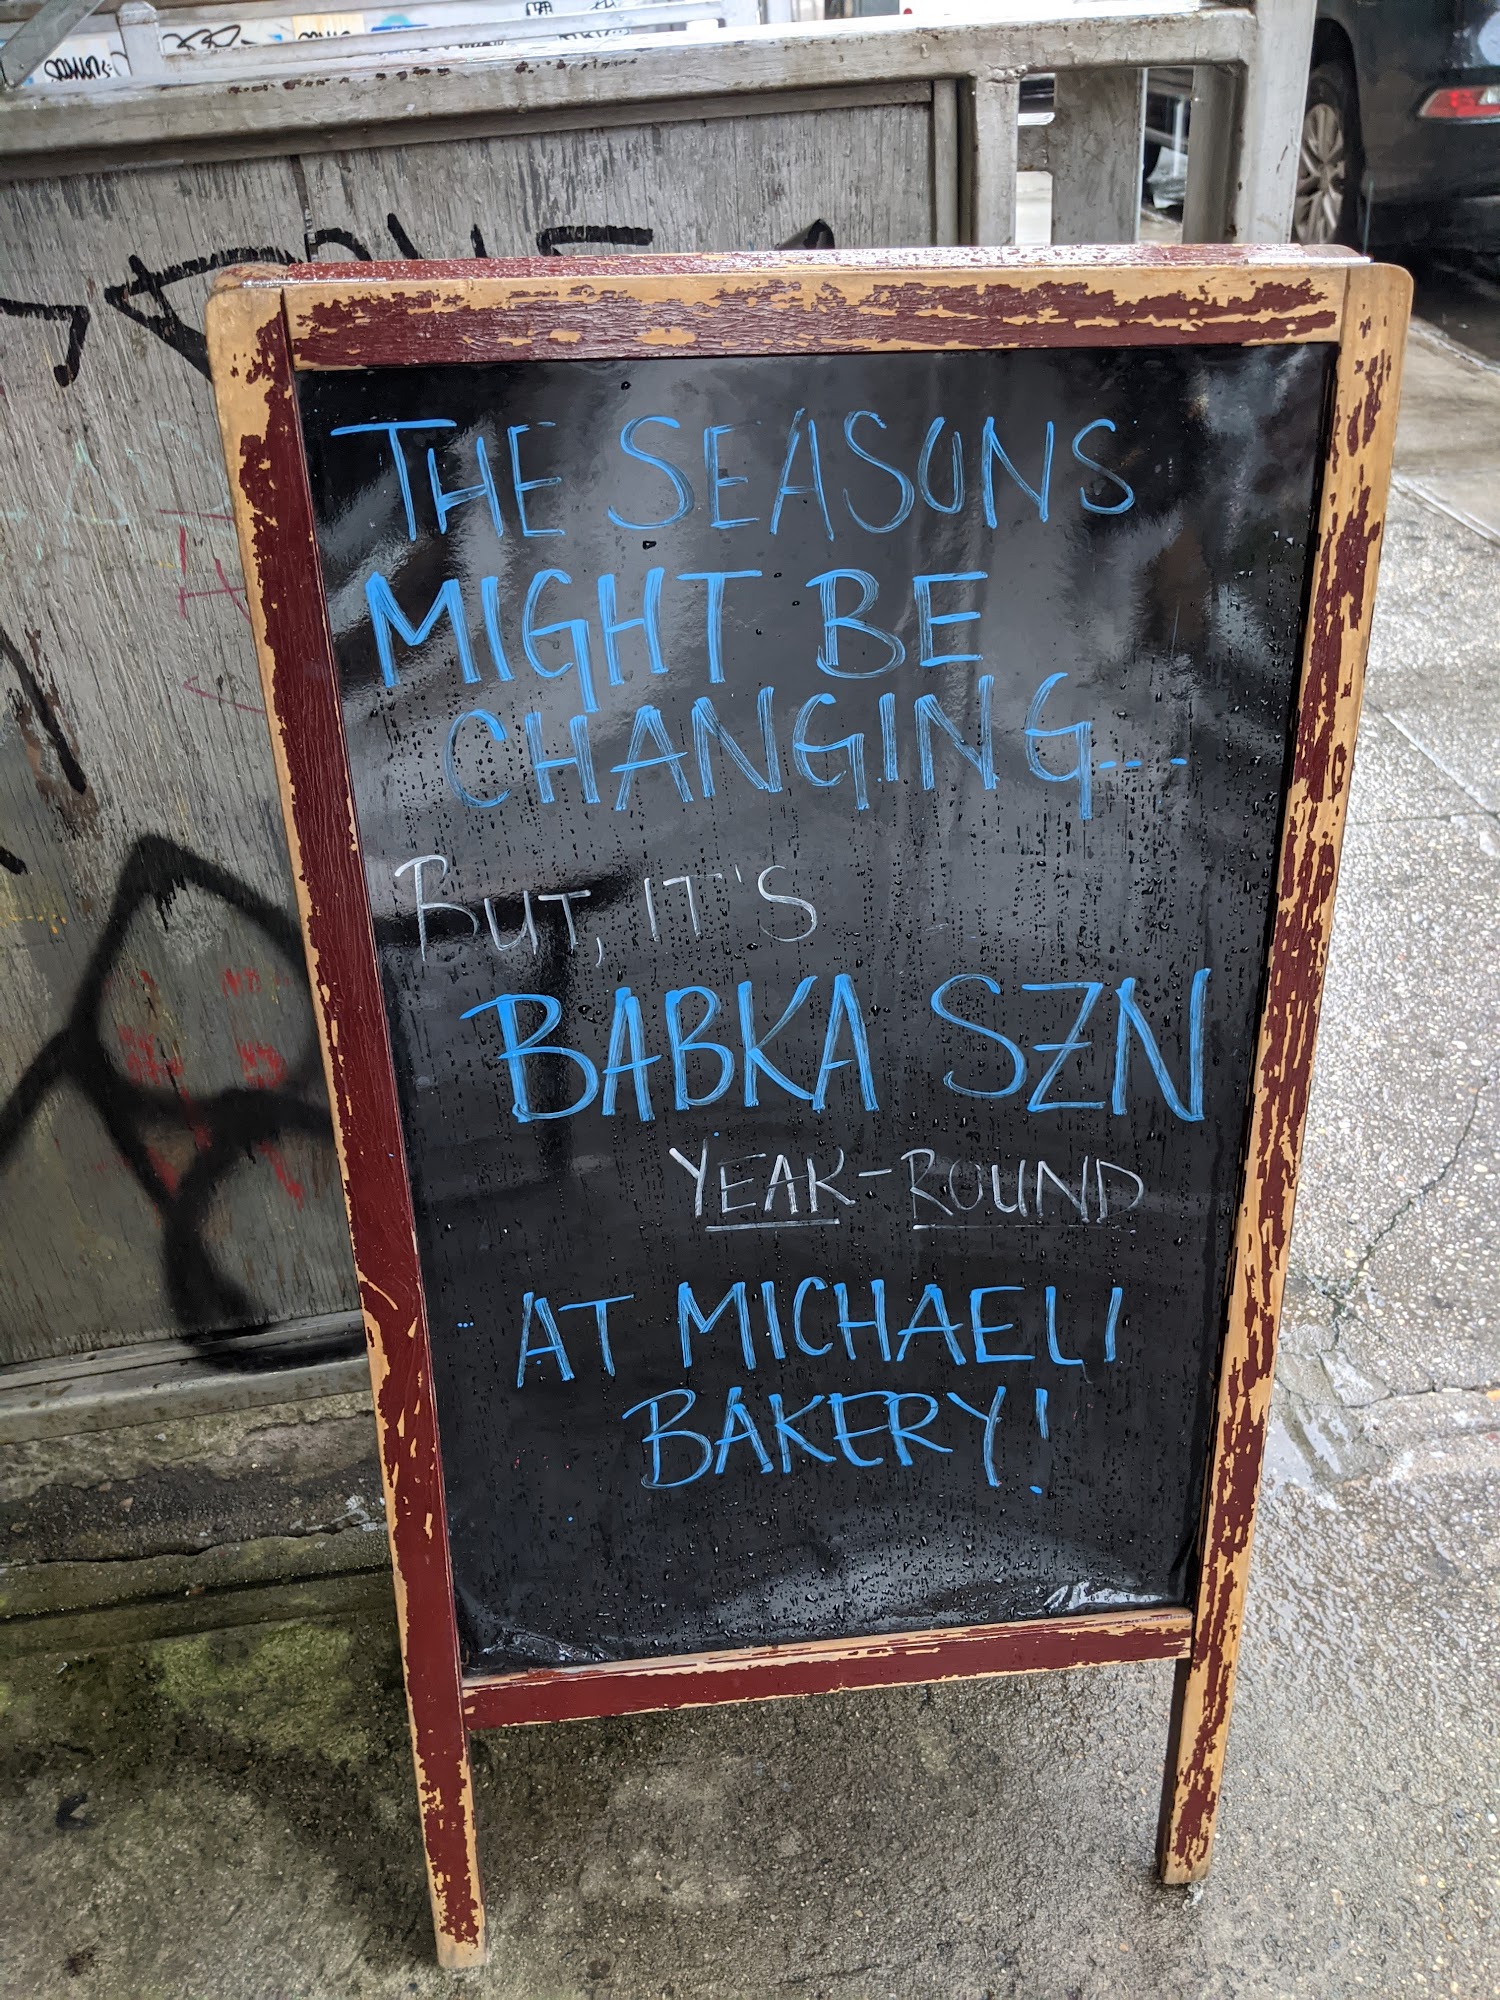 THE SEASONS
MIGHT BE
CHANGING...
BUT, IT'S
BABKA SZN
YEAR-ROUND
AT MICHAELI
BAKERY!